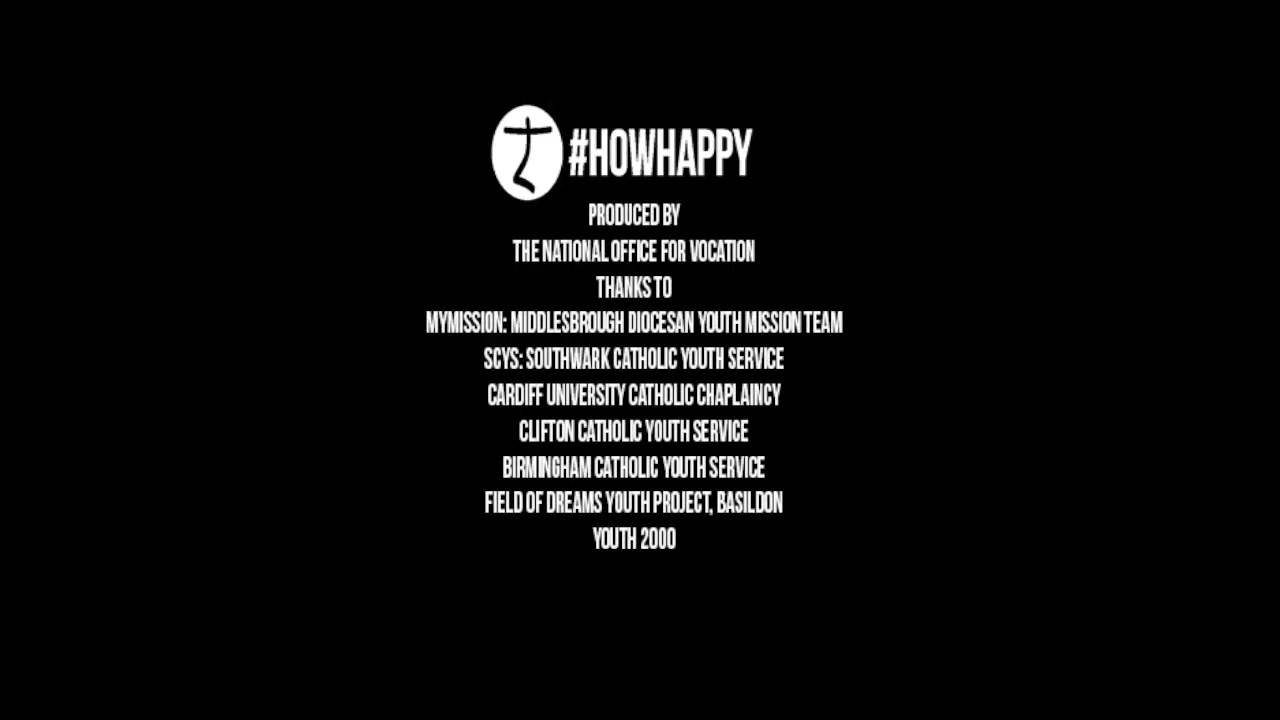 #HOWHAPPY
PRODUCED BY
THE NATIONAL OFFICE FOR VOCATION
THANKS TO
MYMISSION: MIDDLESBROUGH DIOCESAN YOUTH MISSION TEAM
SCYS: SOUTHWARK CATHOLIC YOUTH SERVICE
CARDIFF UNIVERSITY CATHOLIC CHAPLAINCY
CLIFTON CATHOLIC YOUTH SERVICE
BIRMINGHAM CATHOLIC YOUTH SERVICE
FIELD OF DREAMS YOUTH PROJECT, BASILDON
YOUTH 2000